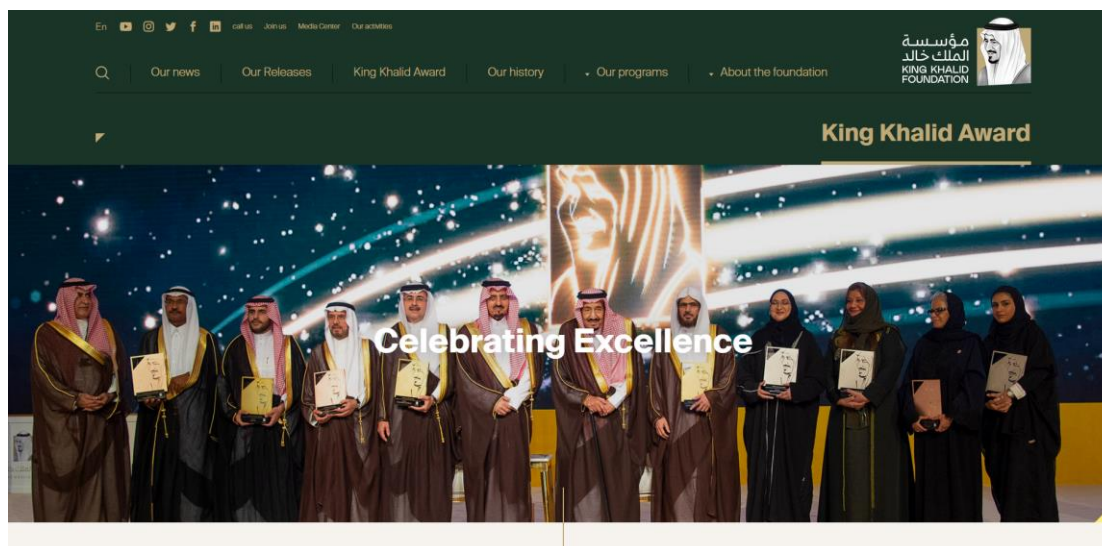 En call us Join us Media Center Our activities
مؤسسة
الملك خالد
KING KHALID
FOUNDATION
Our news Our Releases King Khalid Award Our history Our programs About the foundation
King Khalid Award
Celebrating Excellence